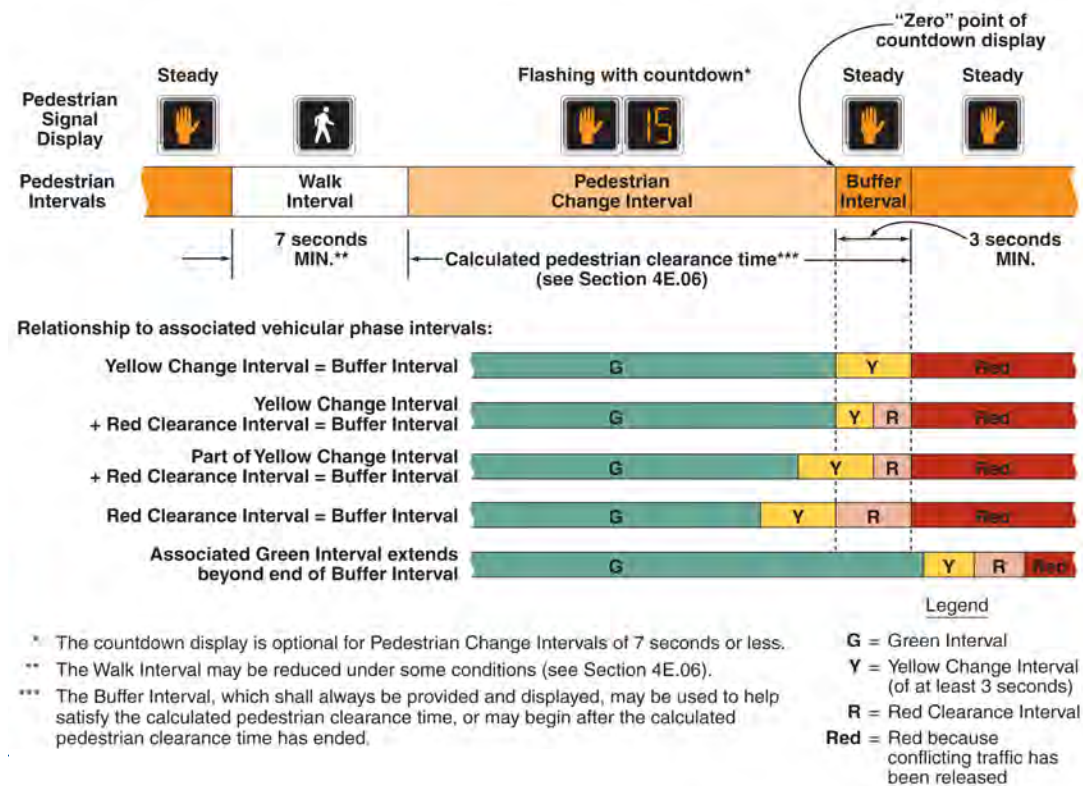 "Zero" point of
countdown display
Steady
Flashing with countdown*
Steady
Steady
Pedestrian
Signal
Display
15
Pedestrian
Intervals
Walk
Interval
Pedestrian
Change Interval
Buffer
Interval
7 seconds
MIN.**
Calculated pedestrian clearance time***
(see Section 4E.06)
3 seconds
MIN.
Relationship to associated vehicular phase intervals:
Yellow Change Interval = Buffer Interval
G
Y
Red
Yellow Change Interval
+ Red Clearance Interval = Buffer Interval
G
Y
R
Red
Part of Yellow Change Interval
+ Red Clearance Interval = Buffer Interval
G
Y
R
Red
Red Clearance Interval = Buffer Interval
G
Y
R
Red
Associated Green Interval extends
beyond end of Buffer Interval
G
Y
R
Red
* The countdown display is optional for Pedestrian Change Intervals of 7 seconds or less.
** The Walk Interval may be reduced under some conditions (see Section 4E.06).
*** The Buffer Interval, which shall always be provided and displayed, may be used to help
satisfy the calculated pedestrian clearance time, or may begin after the calculated
pedestrian clearance time has ended.
Legend
G = Green Interval
Y = Yellow Change Interval
(of at least 3 seconds)
R = Red Clearance Interval
Red = Red because
conflicting traffic has
been released